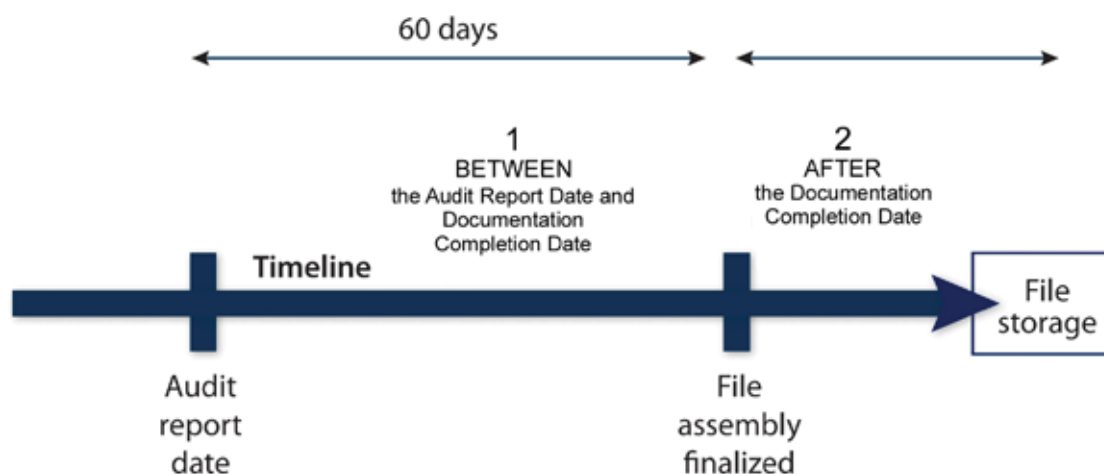 60 days
1
BETWEEN
the Audit Report Date and
Documentation
Completion Date
2
AFTER
the Documentation
Completion Date
Timeline
File
storage
Audit
report
date
File
assembly
finalized